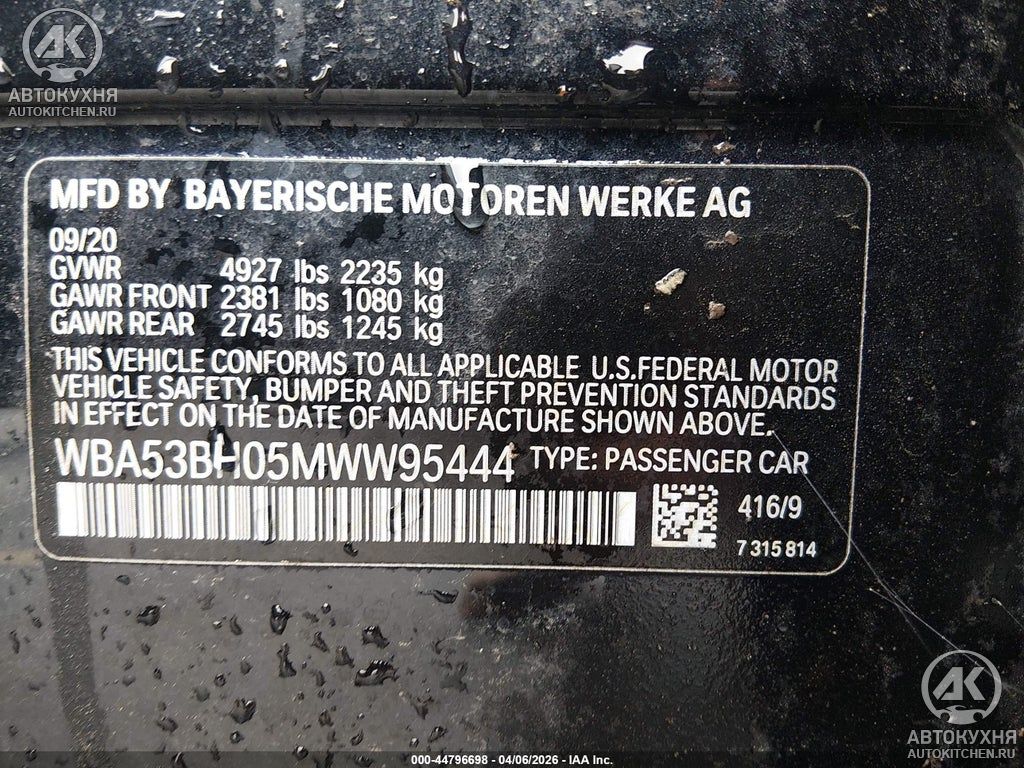 AK
АВТОКУХНЯ
AUTOKITCHEN.RU
MFD BY BAYERISCHE MOTOREN WERKE AG
09/20
GVWR 4927 lbs 2235 kg
GAWR FRONT 2381 lbs 1080 kg
GAWR REAR 2745 lbs 1245 kg
THIS VEHICLE CONFORMS TO ALL APPLICABLE U.S.FEDERAL MOTOR
VEHICLE SAFETY, BUMPER AND THEFT PREVENTION STANDARDS
IN EFFECT ON THE DATE OF MANUFACTURE SHOWN ABOVE.
WBA53BH05MWW95444 TYPE: PASSENGER CAR
416/9
7 315 814
AK
АВТОКУХНЯ
AUTOKITCHEN.RU
000-44796698 - 04/06/2026 - IAA Inc.